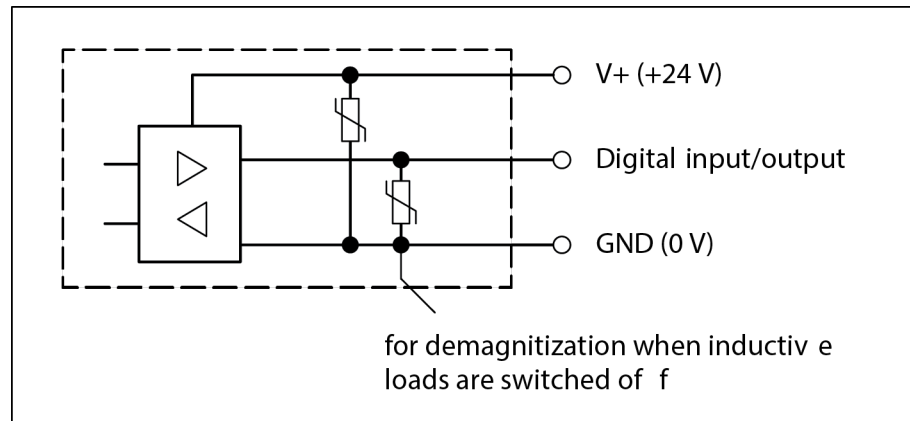 V+ (+24 V)
Digital input/output
GND (0 V)
for demagnitization when inductiv e
loads are switched of f